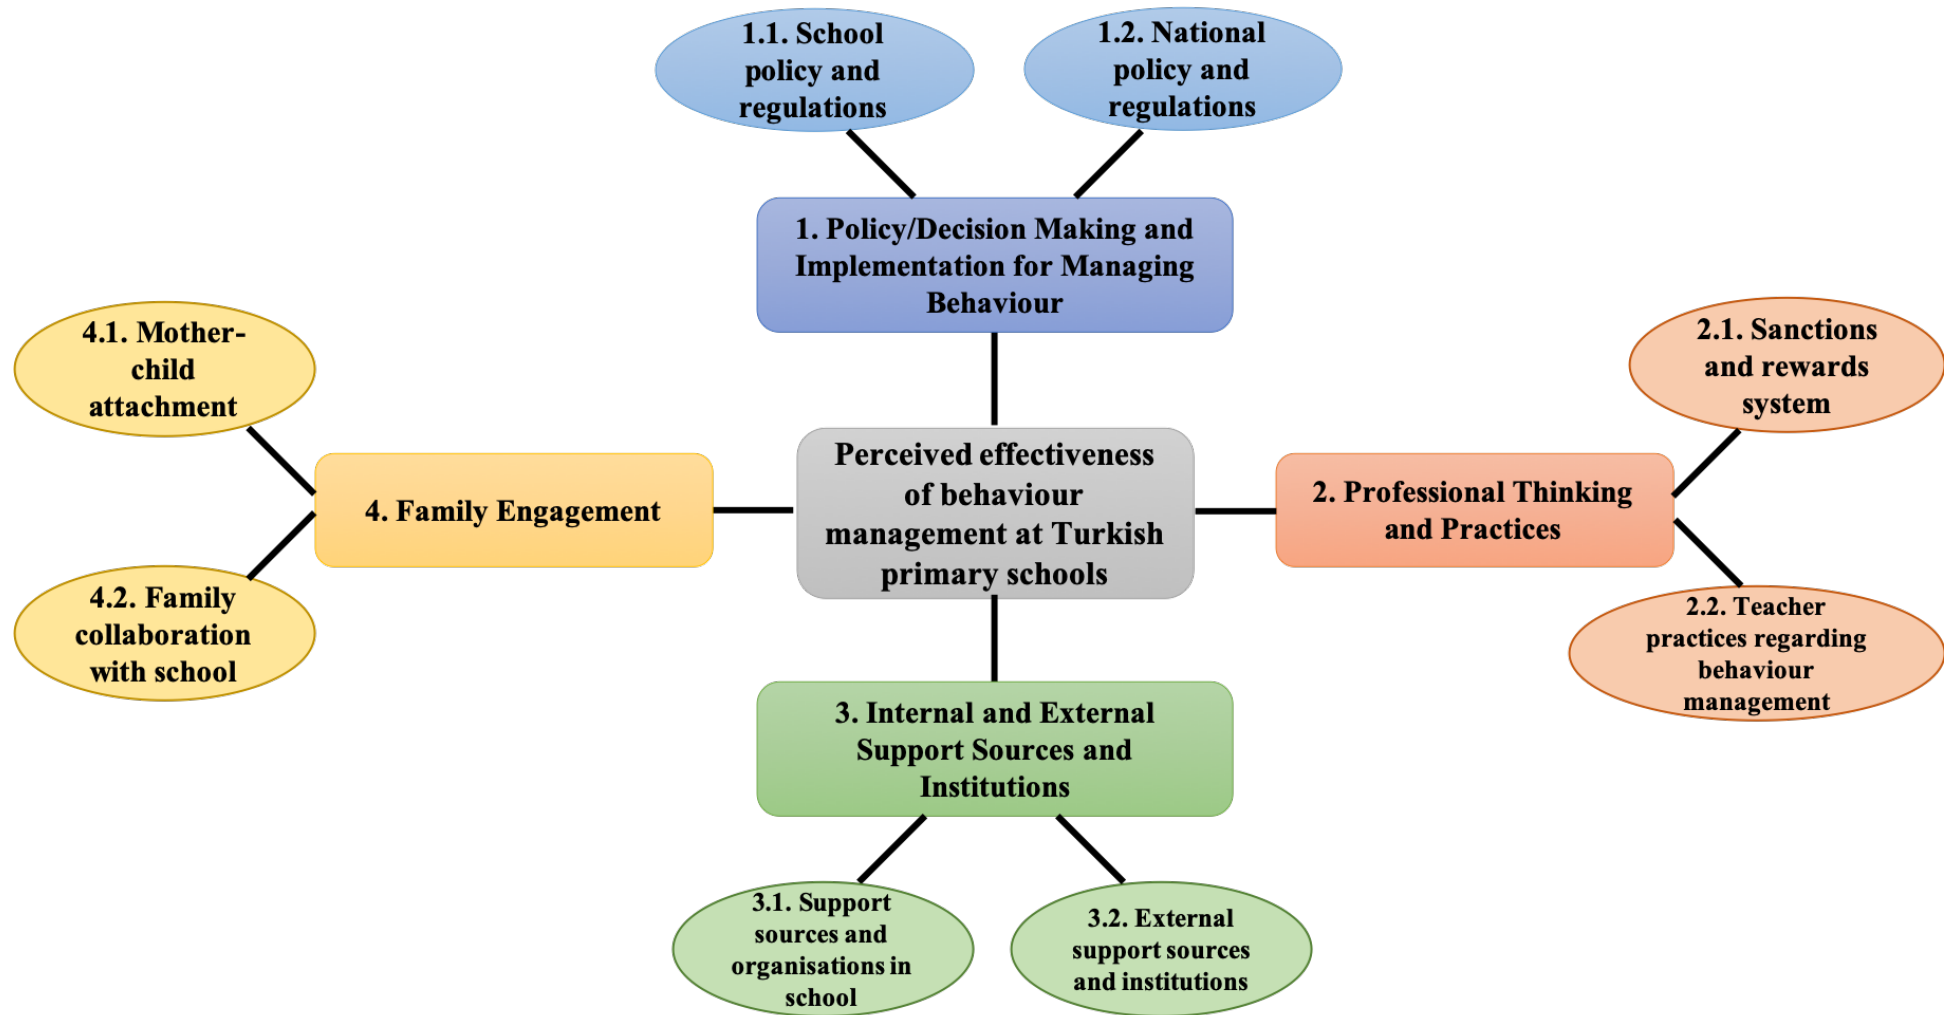 1.1. School
policy and
regulations
1.2. National
policy and
regulations
1. Policy/Decision Making and
Implementation for Managing
Behaviour
4.1. Mother-
child
attachment
2.1. Sanctions
and rewards
system
Perceived effectiveness
of behaviour
management at Turkish
primary schools
4. Family Engagement
2. Professional Thinking
and Practices
4.2. Family
collaboration
with school
2.2. Teacher
practices regarding
behaviour
management
3. Internal and External
Support Sources and
Institutions
3.1. Support
sources and
organisations in
school
3.2. External
support sources
and institutions